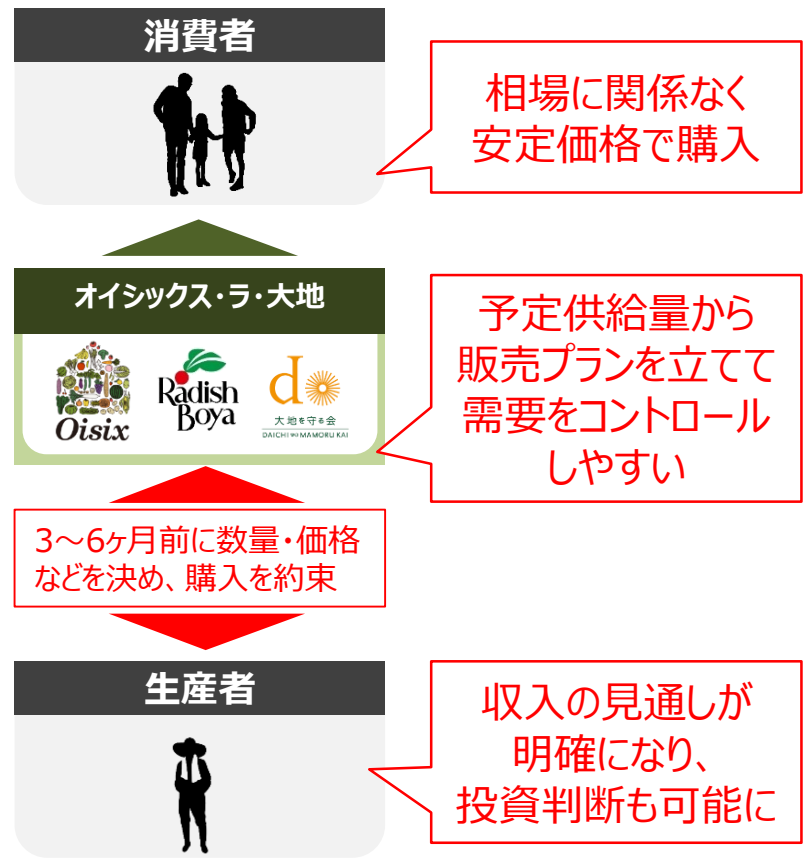 消費者
相場に関係なく
安定価格で購入
オイシックス・ラ・大地
Oisix
Radish
Boya
d
大地を守る会
DAICHI WO MAMORU KAI
予定供給量から
販売プランを立てて
需要をコントロール
しやすい
3～6ヶ月前に数量・価格
などを決め、購入を約束
生産者
収入の見通しが
明確になり、
投資判断も可能に